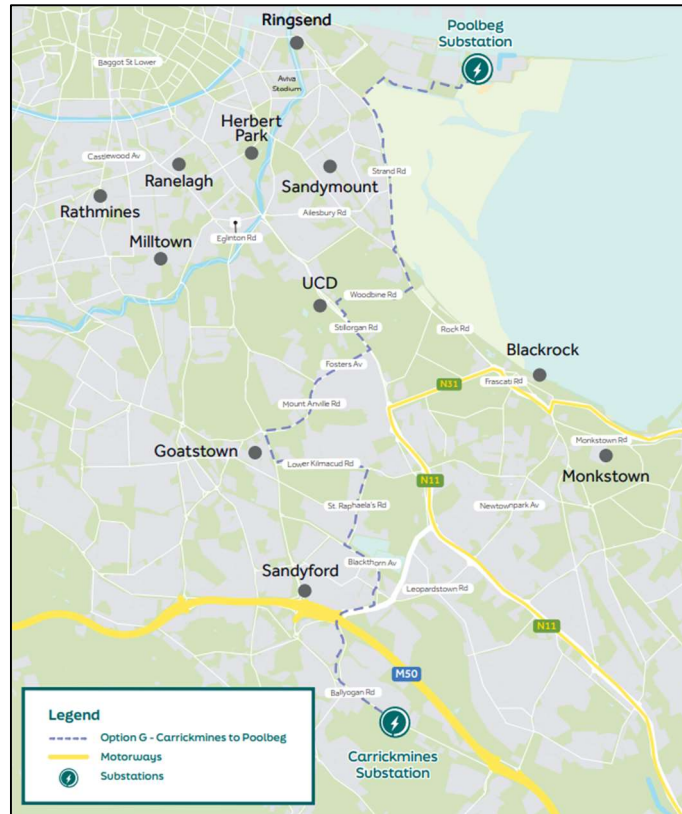 Ringsend
Poolbeg
Substation
Baggot St Lower
Aviva
Stadium
Herbert
Park
Castlewood Av
Ranelagh
Sandymount
Strand Rd
Rathmines
Ailesbury Rd
Eglinton Rd
Milltown
UCD
Woodbine Rd
Stillorgan Rd
Rock Rd
Blackrock
Fosters Av
N31
Frascati Rd
Mount Anville Rd
Goatstown
Lower Kilmacud Rd
Monkstown Rd
Monkstown
N11
St. Raphaela's Rd
Newtownpark Av
Blackthorn Av
Sandyford
Leopardstown Rd
N11
M50
Ballyogan Rd
Carrickmines
Substation
Legend
Option G - Carrickmines to Poolbeg
Motorways
Substations